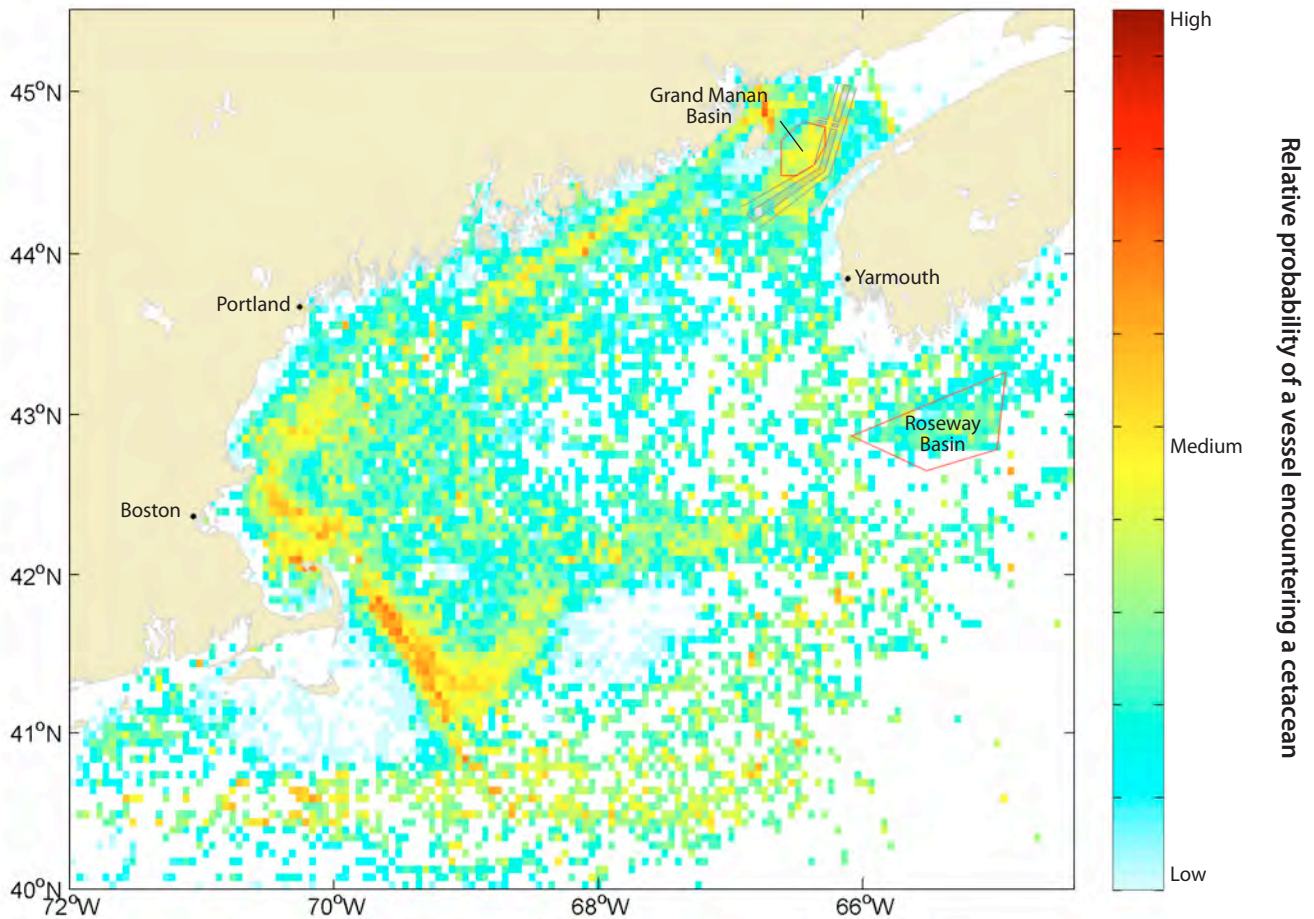 High
45°N
Grand Manan
Basin
44°N
Yarmouth
Portland
Relative probability of a vessel encountering a cetacean
43°N
Roseway
Basin
Medium
Boston
42°N
41°N
Low
40°N
72°W
70°W
68°W
66°W